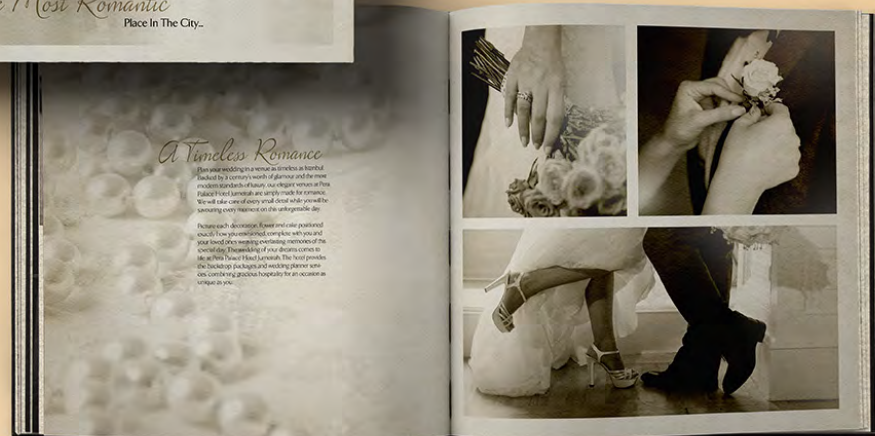 Most Romantic
Place In The City...
A Timeless Romance
Plan your wedding in a venue as timeless as Istanbul
Backed by a century's worth of glamour and the most
modern standards of luxury, our elegant venues at Pera
Palace Hotel Jumeirah are simply made for romance.
We will take care of every small detail while you will be
savouring every moment on this unforgettable day.
Picture each decoration, flower and cake positioned
exactly how you envisioned, complete with you and
your loved ones weaving everlasting memories of this
special day. The wedding of your dreams comes to
life at Pera Palace Hotel Jumeirah. The hotel provides
the backdrop, packages and wedding planner servi-
ces, combining gracious hospitality for an occasion as
unique as you.